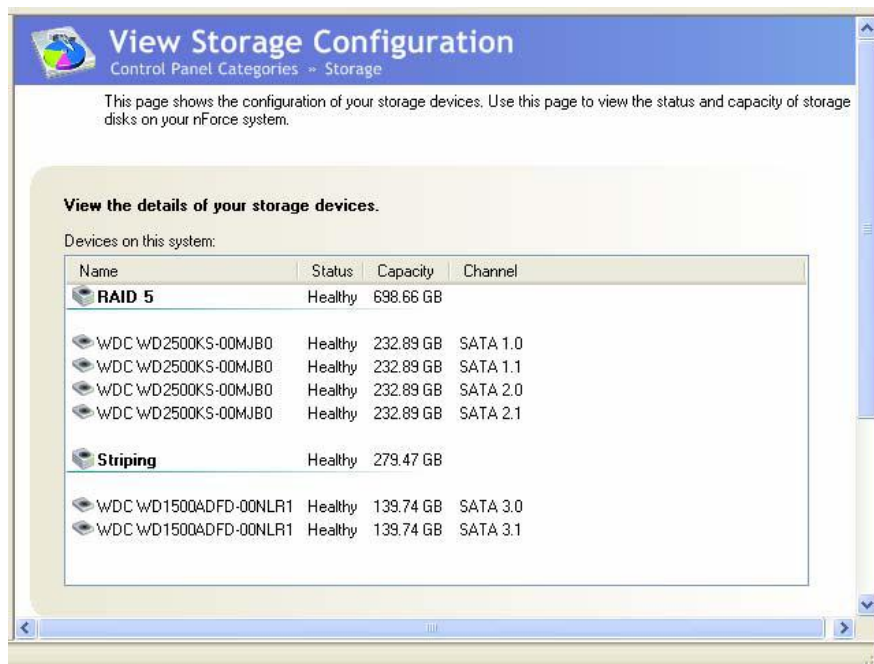 View Storage Configuration
Control Panel Categories » Storage
This page shows the configuration of your storage devices. Use this page to view the status and capacity of storage
disks on your nForce system.
View the details of your storage devices.
Devices on this system:
Name Status Capacity Channel
RAID 5 Healthy 698.66 GB
WDC WD2500KS-00MJB0 Healthy 232.89 GB SATA 1.0
WDC WD2500KS-00MJB0 Healthy 232.89 GB SATA 1.1
WDC WD2500KS-00MJB0 Healthy 232.89 GB SATA 2.0
WDC WD2500KS-00MJB0 Healthy 232.89 GB SATA 2.1
Striping Healthy 279.47 GB
WDC WD1500ADFD-00NLR1 Healthy 139.74 GB SATA 3.0
WDC WD1500ADFD-00NLR1 Healthy 139.74 GB SATA 3.1